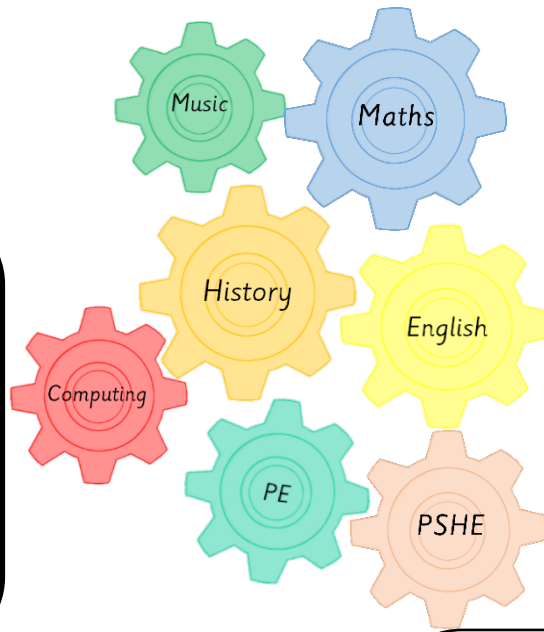 Music
Maths
History
English
Computing
PE
PSHE